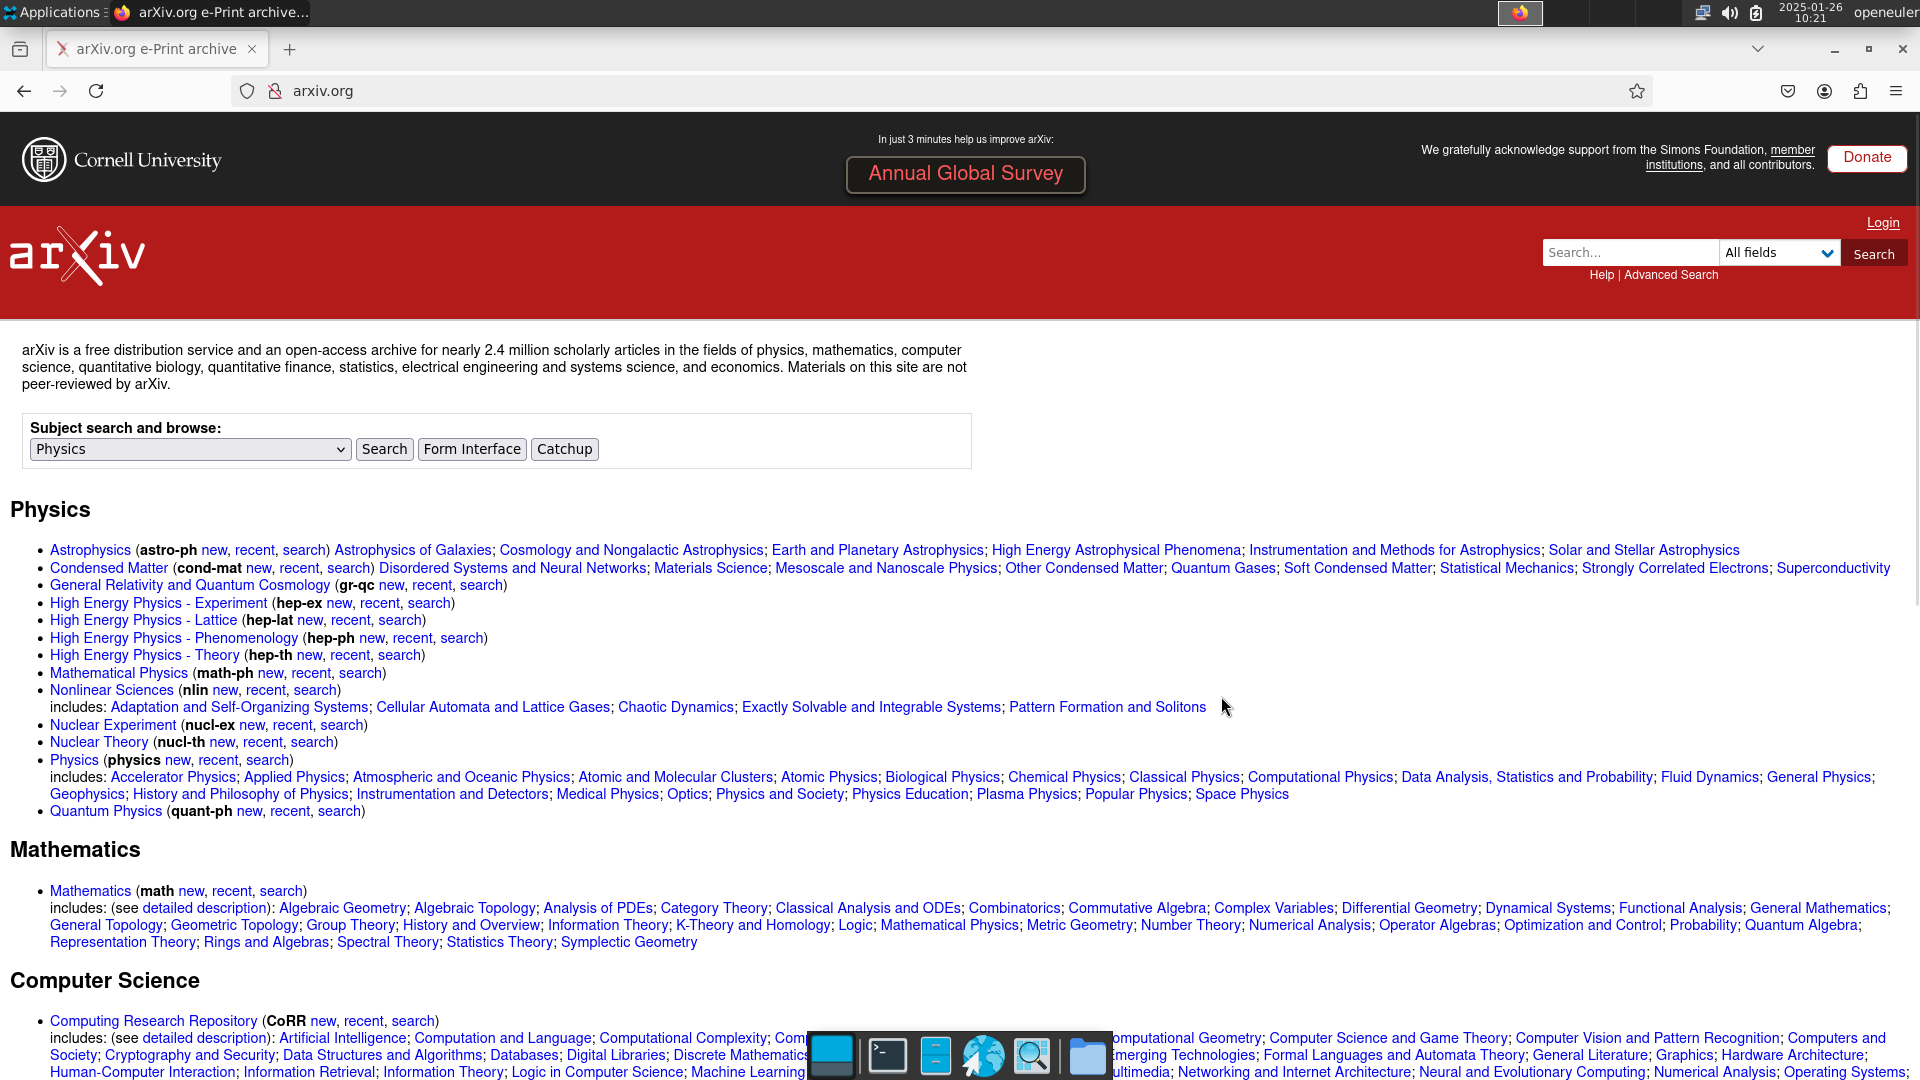 Applications
arXiv.org e-Print archive...
2025-01-26
10:21
openeuler
arXiv.org e-Print archive
arxiv.org
Cornell University
In just 3 minutes help us improve arXiv:
Annual Global Survey
We gratefully acknowledge support from the Simons Foundation, member
institutions, and all contributors.
Donate
arXiv
Login
Search...
All fields
Search
Help | Advanced Search
arXiv is a free distribution service and an open-access archive for nearly 2.4 million scholarly articles in the fields of physics, mathematics, computer
science, quantitative biology, quantitative finance, statistics, electrical engineering and systems science, and economics. Materials on this site are not
peer-reviewed by arXiv.
Subject search and browse:
Physics
Search
Form Interface
Catchup
Physics
Astrophysics (astro-ph new, recent, search) Astrophysics of Galaxies; Cosmology and Nongalactic Astrophysics; Earth and Planetary Astrophysics; High Energy Astrophysical Phenomena; Instrumentation and Methods for Astrophysics; Solar and Stellar Astrophysics
Condensed Matter (cond-mat new, recent, search) Disordered Systems and Neural Networks; Materials Science; Mesoscale and Nanoscale Physics; Other Condensed Matter; Quantum Gases; Soft Condensed Matter; Statistical Mechanics; Strongly Correlated Electrons; Superconductivity
General Relativity and Quantum Cosmology (gr-qc new, recent, search)
High Energy Physics - Experiment (hep-ex new, recent, search)
High Energy Physics - Lattice (hep-lat new, recent, search)
High Energy Physics - Phenomenology (hep-ph new, recent, search)
High Energy Physics - Theory (hep-th new, recent, search)
Mathematical Physics (math-ph new, recent, search)
Nonlinear Sciences (nlin new, recent, search)
includes: Adaptation and Self-Organizing Systems; Cellular Automata and Lattice Gases; Chaotic Dynamics; Exactly Solvable and Integrable Systems; Pattern Formation and Solitons
Nuclear Experiment (nucl-ex new, recent, search)
Nuclear Theory (nucl-th new, recent, search)
Physics (physics new, recent, search)
includes: Accelerator Physics; Applied Physics; Atmospheric and Oceanic Physics; Atomic and Molecular Clusters; Atomic Physics; Biological Physics; Chemical Physics; Classical Physics; Computational Physics; Data Analysis, Statistics and Probability; Fluid Dynamics; General Physics;
Geophysics; History and Philosophy of Physics; Instrumentation and Detectors; Medical Physics; Optics; Physics and Society; Physics Education; Plasma Physics; Popular Physics; Space Physics
Quantum Physics (quant-ph new, recent, search)
Mathematics
Mathematics (math new, recent, search)
includes: (see detailed description): Algebraic Geometry; Algebraic Topology; Analysis of PDEs; Category Theory; Classical Analysis and ODEs; Combinatorics; Commutative Algebra; Complex Variables; Differential Geometry; Dynamical Systems; Functional Analysis; General Mathematics;
General Topology; Geometric Topology; Group Theory; History and Overview; Information Theory; K-Theory and Homology; Logic; Mathematical Physics; Metric Geometry; Number Theory; Numerical Analysis; Operator Algebras; Optimization and Control; Probability; Quantum Algebra;
Representation Theory; Rings and Algebras; Spectral Theory; Statistics Theory; Symplectic Geometry
Computer Science
Computing Research Repository (CoRR new, recent, search)
includes: (see detailed description): Artificial Intelligence; Computation and Language; Computational Complexity; Com omputational Geometry; Computer Science and Game Theory; Computer Vision and Pattern Recognition; Computers and
Society; Cryptography and Security; Data Structures and Algorithms; Databases; Digital Libraries; Discrete Mathematics Emerging Technologies; Formal Languages and Automata Theory; General Literature; Graphics; Hardware Architecture;
Human-Computer Interaction; Information Retrieval; Information Theory; Logic in Computer Science; Machine Learning ultimedia; Networking and Internet Architecture; Neural and Evolutionary Computing; Numerical Analysis; Operating Systems;